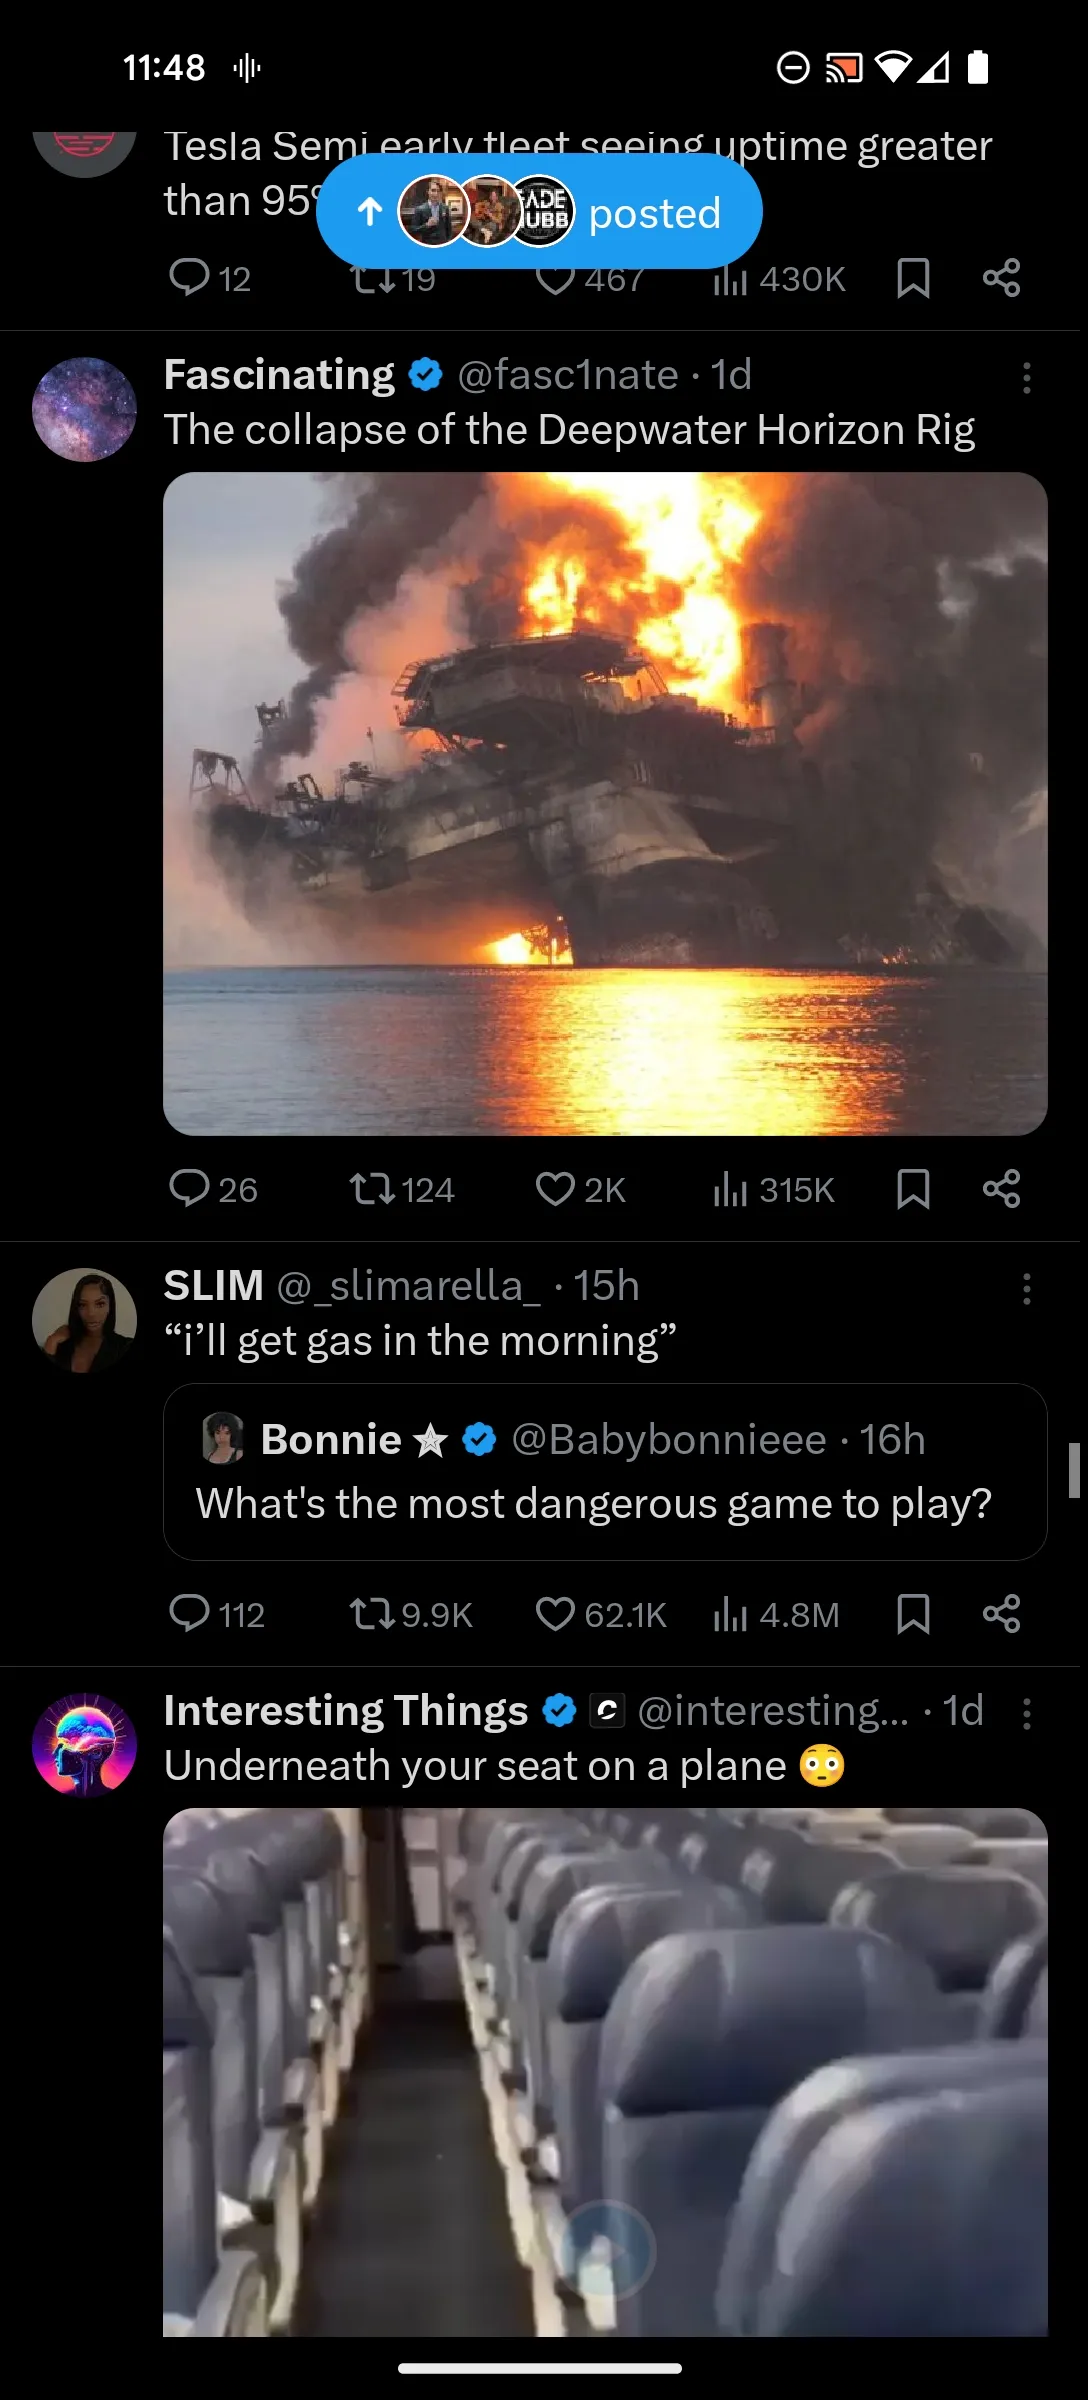 11:48
Tesla Semi early fleet seeing uptime greater
than 95%
posted
12 19 467 430K
Fascinating @fasc1nate · 1d
The collapse of the Deepwater Horizon Rig
26 124 2K 315K
SLIM @_slimarella_ · 15h
“i’ll get gas in the morning”
Bonnie @Babybonnieee · 16h
What's the most dangerous game to play?
112 9.9K 62.1K 4.8M
Interesting Things @interesting... · 1d
Underneath your seat on a plane 😳